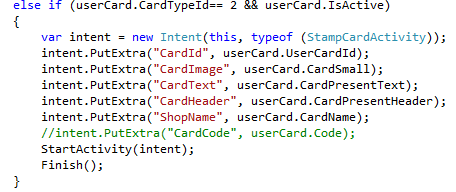 else if (userCard.CardTypeId== 2 && userCard.IsActive)
{
    var intent = new Intent(this, typeof (StampCardActivity));
    intent.PutExtra("CardId", userCard.UserCardId);
    intent.PutExtra("CardImage", userCard.CardSmall);
    intent.PutExtra("CardText", userCard.CardPresentText);
    intent.PutExtra("CardHeader", userCard.CardPresentHeader);
    intent.PutExtra("ShopName", userCard.CardName);
    //intent.PutExtra("CardCode", userCard.Code);
    StartActivity(intent);
    Finish();
}